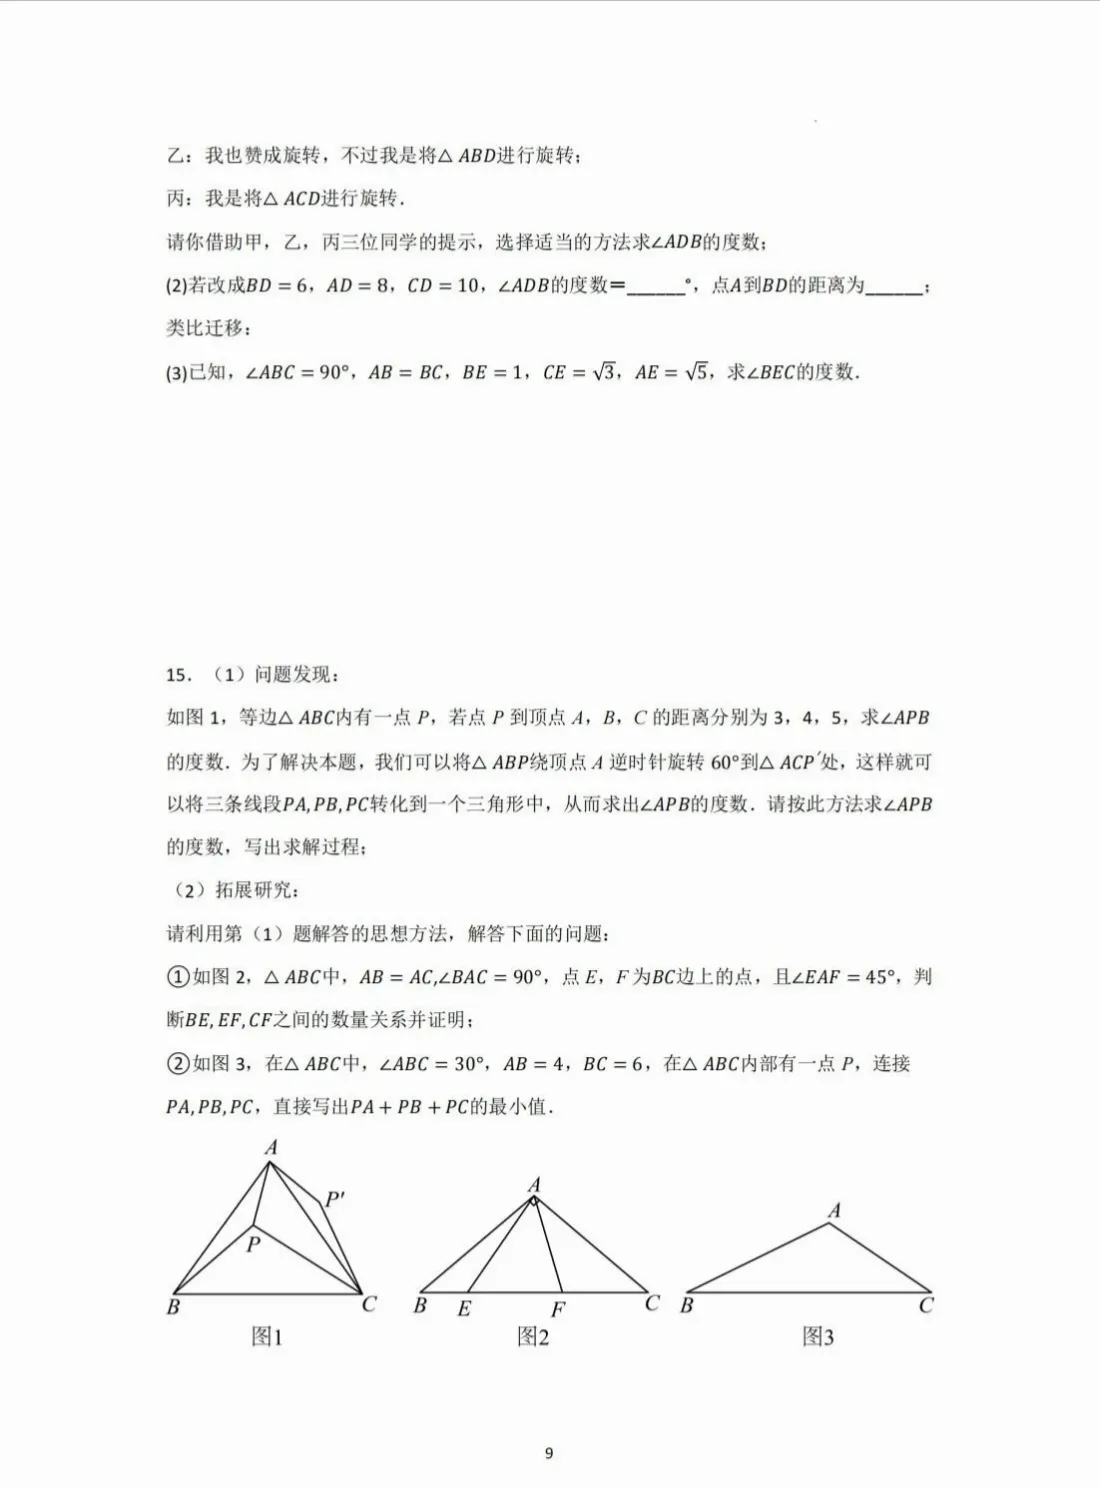 乙：我也赞成旋转，不过我是将△ ABD进行旋转；
丙：我是将△ ACD进行旋转．
请你借助甲，乙，丙三位同学的提示，选择适当的方法求∠ADB的度数；
(2)若改成BD = 6，AD = 8，CD = 10，∠ADB的度数=______°，点A到BD的距离为______；
类比迁移：
(3)已知，∠ABC = 90°，AB = BC，BE = 1，CE = √3，AE = √5，求∠BEC的度数．
15．（1）问题发现：
如图 1，等边△ ABC内有一点 P，若点 P 到顶点 A，B，C 的距离分别为 3，4，5，求∠APB
的度数．为了解决本题，我们可以将△ ABP绕顶点 A 逆时针旋转 60°到△ ACP′处，这样就可
以将三条线段PA, PB, PC转化到一个三角形中，从而求出∠APB的度数．请按此方法求∠APB
的度数，写出求解过程；
（2）拓展研究：
请利用第（1）题解答的思想方法，解答下面的问题：
①如图 2，△ ABC中，AB = AC,∠BAC = 90°，点 E，F 为BC边上的点，且∠EAF = 45°，判
断BE, EF, CF之间的数量关系并证明；
②如图 3，在△ ABC中，∠ABC = 30°，AB = 4，BC = 6，在△ ABC内部有一点 P，连接
PA, PB, PC，直接写出PA + PB + PC的最小值．
A
P'
P
B
C
图1
A
B
E
F
C
图2
A
B
C
图3
9